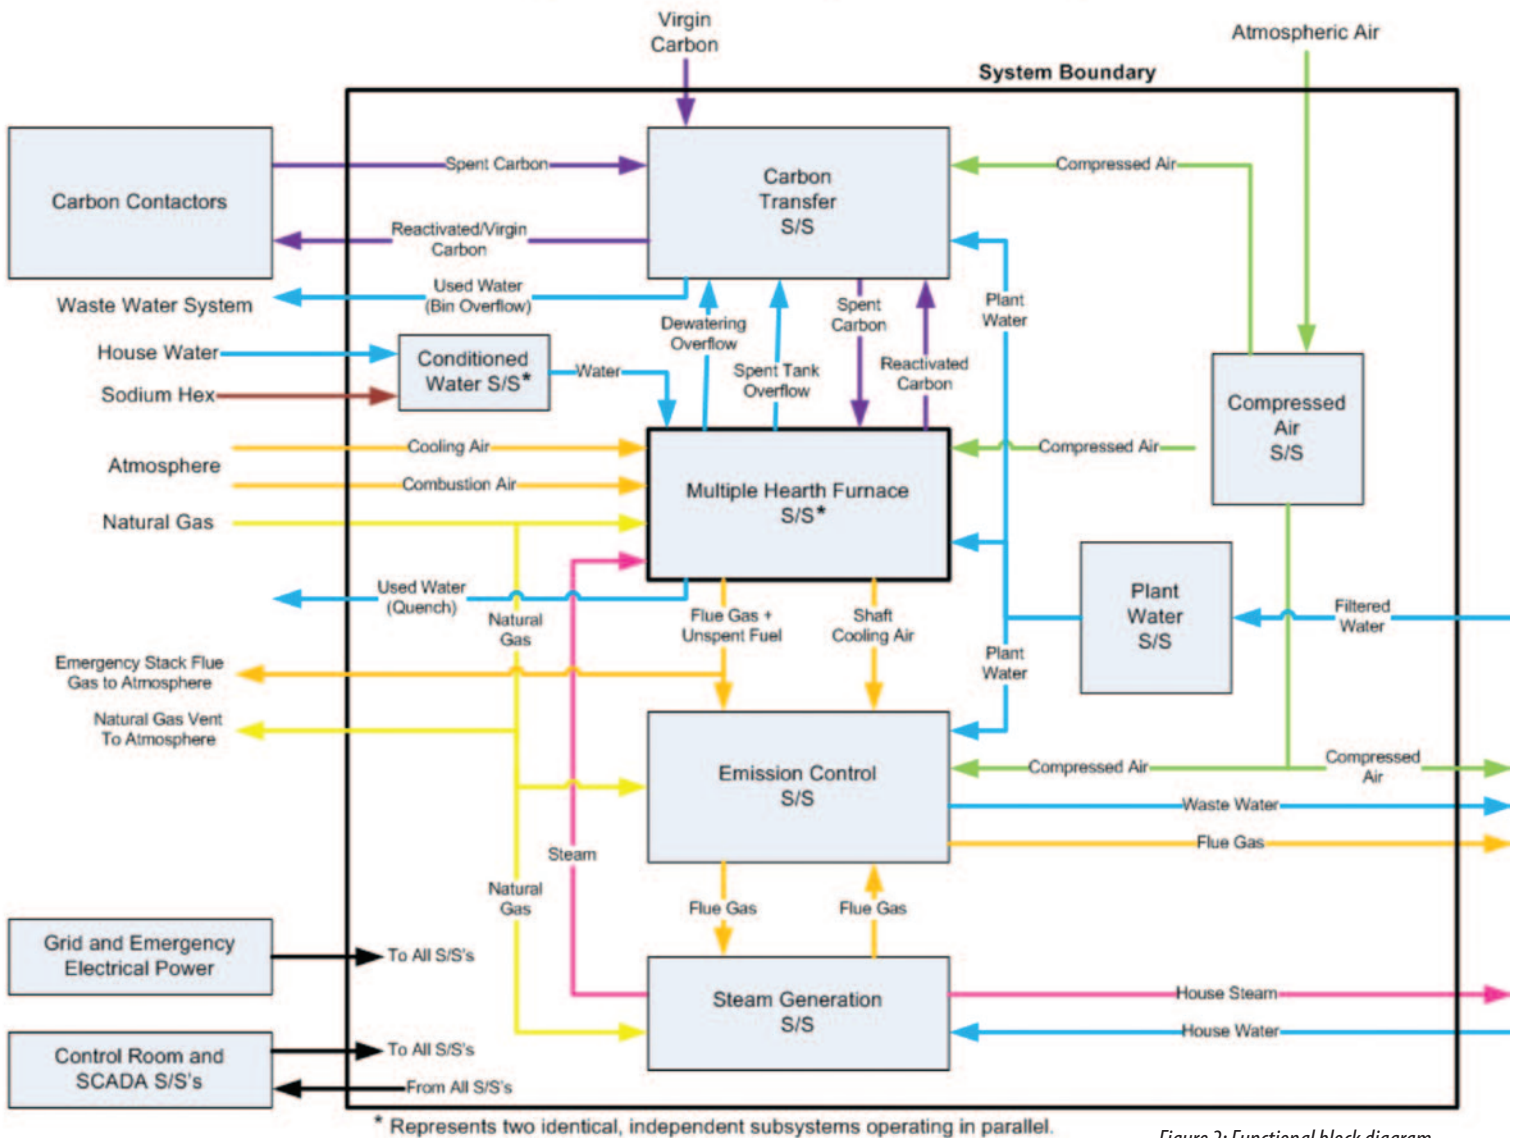 Virgin
Carbon
Atmospheric Air
System Boundary
Carbon Contactors
Spent Carbon
Carbon
Transfer
S/S
Compressed Air
Reactivated/Virgin
Carbon
Used Water
(Bin Overflow)
Waste Water System
Dewatering
Overflow
Spent Tank
Overflow
Spent
Carbon
Reactivated
Carbon
Plant
Water
House Water
Sodium Hex
Conditioned
Water S/S*
Water
Compressed
Air
S/S
Atmosphere
Cooling Air
Combustion Air
Natural Gas
Multiple Hearth Furnace
S/S*
Compressed Air
Used Water
(Quench)
Natural
Gas
Flue Gas +
Unspent Fuel
Shaft
Cooling Air
Plant
Water
S/S
Filtered
Water
Plant
Water
Emergency Stack Flue
Gas to Atmosphere
Natural Gas Vent
To Atmosphere
Emission Control
S/S
Compressed Air
Compressed
Air
Waste Water
Flue Gas
Steam
Natural
Gas
Flue Gas
Flue Gas
Grid and Emergency
Electrical Power
To All S/S's
Steam Generation
S/S
House Steam
House Water
Control Room and
SCADA S/S's
To All S/S's
From All S/S's
* Represents two identical, independent subsystems operating in parallel.
Figure 2: Functional block diagram